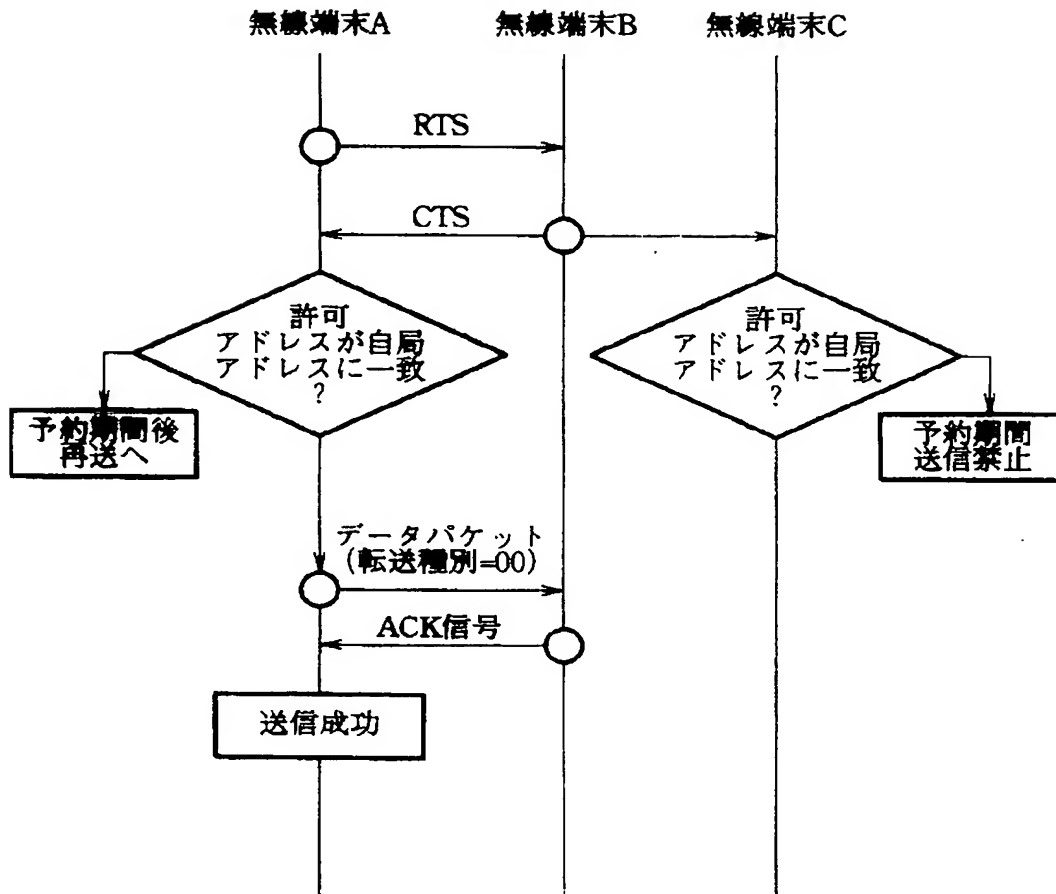 無線端末A 無線端末B 無線端末C
RTS
CTS
許可
アドレスが自局
アドレスに一致
?
許可
アドレスが自局
アドレスに一致
?
予約期間後
再送へ
予約期間
送信禁止
データパケット
(転送種別=00)
ACK信号
送信成功